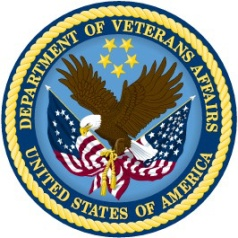 DEPARTMENT OF VETERANS AFFAIRS
UNITED STATES OF AMERICA